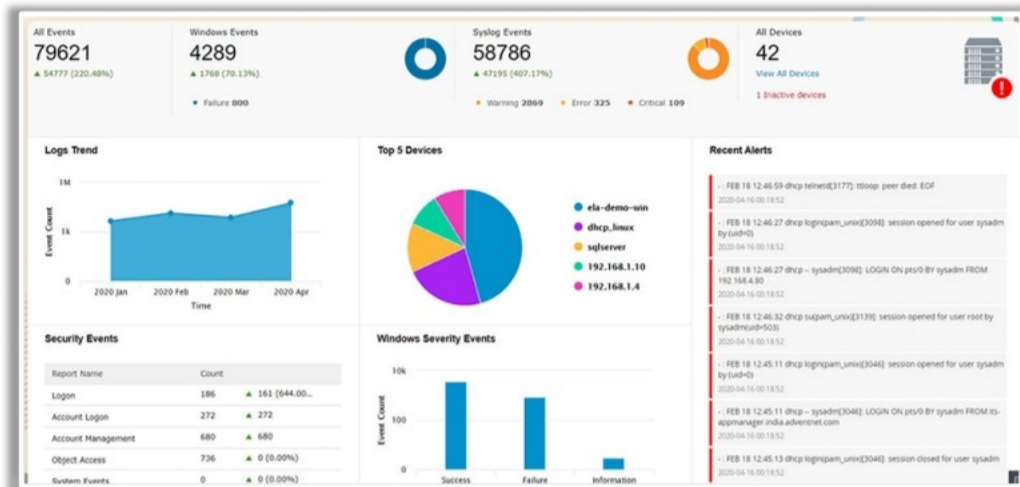 All Events
79621
▲ 54777 (220.48%)
Windows Events
4289
▲ 1768 (70.13%)
• Failure 800
Syslog Events
58786
▲ 47195 (407.17%)
• Warning 2069 • Error 325 • Critical 109
All Devices
42
View All Devices
1 Inactive devices
Logs Trend
Event Count
1M
1k
0
2020 Jan 2020 Feb 2020 Mar 2020 Apr
Time
Top 5 Devices
ela-demo-win
dhcp_linux
sqlserver
192.168.1.10
192.168.1.4
Recent Alerts
- : FEB 18 12:46:59 dhcp telnetd[3177]: ttloop: peer died: EOF
2020-04-16 00:18:52
- : FEB 18 12:46:27 dhcp login(pam_unix)[3098]: session opened for user sysadm
by (uid=0)
2020-04-16 00:18:52
- : FEB 18 12:46:27 dhcp -- sysadm[3098]: LOGIN ON pts/0 BY sysadm FROM
192.168.4.80
2020-04-16 00:18:52
- : FEB 18 12:46:32 dhcp su(pam_unix)[3139]: session opened for user root by
sysadm(uid=503)
2020-04-16 00:18:52
- : FEB 18 12:45:11 dhcp login(pam_unix)[3046]: session opened for user sysadm
by (uid=0)
2020-04-16 00:18:52
- : FEB 18 12:45:11 dhcp -- sysadm[3046]: LOGIN ON pts/0 BY sysadm FROM its-
appmanager.india.adventnet.com
2020-04-16 00:18:52
- : FEB 18 12:45:13 dhcp login(pam_unix)[3046]: session closed for user sysadm
2020-04-16 00:18:52
Security Events
Report Name Count
Logon 186 ▲ 161 (644.00...
Account Logon 272 ▲ 272
Account Management 680 ▲ 680
Object Access 736 ▲ 0 (0.00%)
System Events 0 ▲ 0 (0.00%)
Windows Severity Events
Event Count
10k
100
0
Success Failure Information